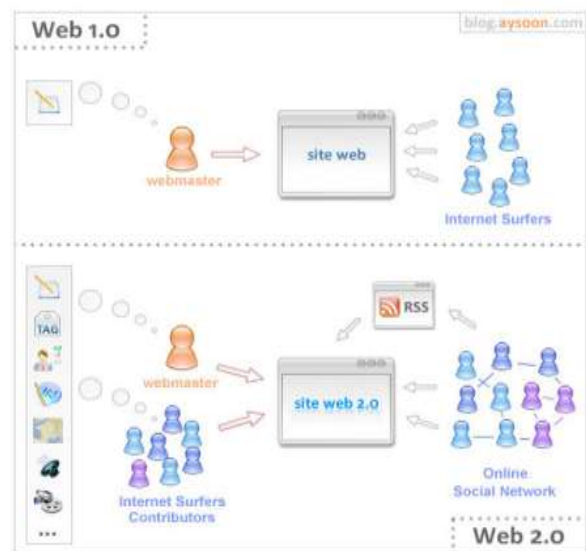 Web 1.0
blog.aysoon.com
site web
webmaster
Internet Surfers
RSS
TAG
webmaster
site web 2.0
Internet Surfers
Contributors
Online
Social Network
...
Web 2.0